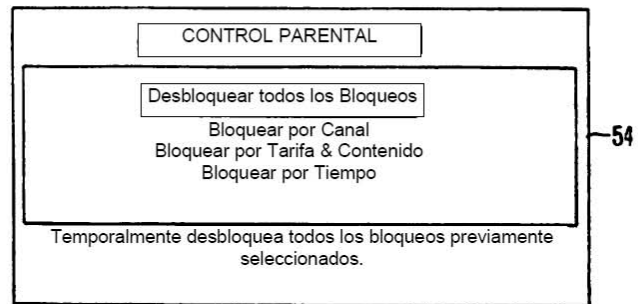 CONTROL PARENTAL
Desbloquear todos los Bloqueos
Bloquear por Canal
Bloquear por Tarifa & Contenido
Bloquear por Tiempo
54
Temporalmente desbloquea todos los bloqueos previamente
seleccionados.